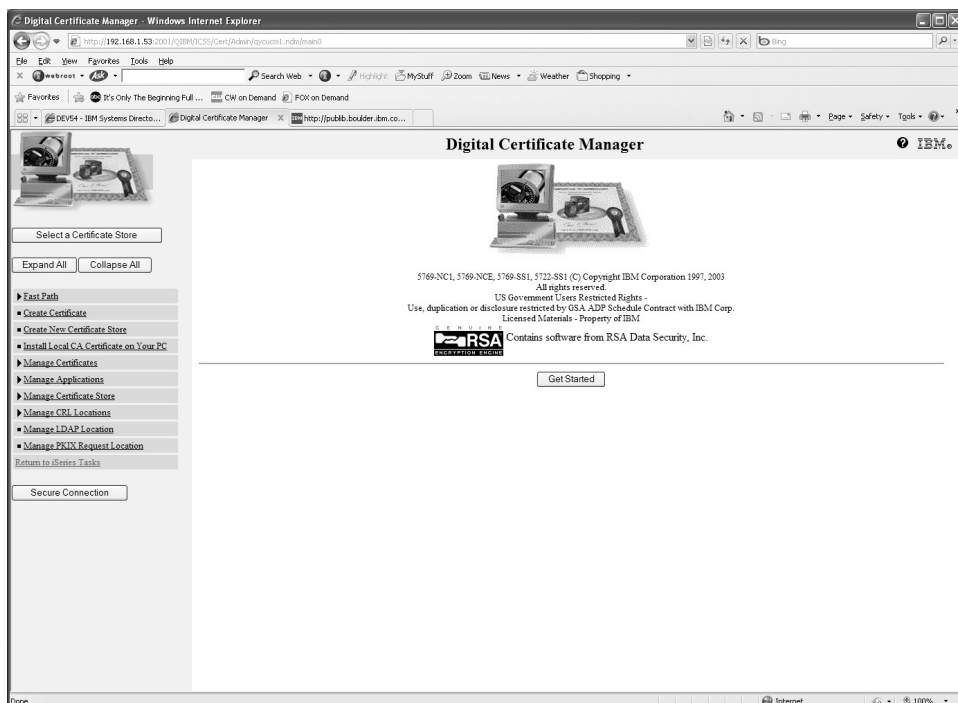 Digital Certificate Manager - Windows Internet Explorer
http://192.168.1.53:2001/QIBM/ICSS/Cert/Admin/qycucm1.ndm/main0
Bing
File Edit View Favorites Tools Help
webroot Ask Search Web Highlight MyStuff Zoom News Weather Shopping
Favorites It's Only The Beginning Full ... CW on Demand FOX on Demand
DEV54 - IBM Systems Directo... Digital Certificate Manager http://publib.boulder.ibm.co...
Page Safety Tools
Digital Certificate Manager
IBM
Select a Certificate Store
Expand All Collapse All
Fast Path
Create Certificate
Create New Certificate Store
Install Local CA Certificate on Your PC
Manage Certificates
Manage Applications
Manage Certificate Store
Manage CRL Locations
Manage LDAP Location
Manage PKIX Request Location
Return to iSeries Tasks
Secure Connection
5769-NC1, 5769-NCE, 5769-SS1, 5722-SS1 (C) Copyright IBM Corporation 1997, 2003
All rights reserved.
US Government Users Restricted Rights -
Use, duplication or disclosure restricted by GSA ADP Schedule Contract with IBM Corp.
Licensed Materials - Property of IBM
GENUINE
RSA
ENCRYPTION ENGINE
Contains software from RSA Data Security, Inc.
Get Started
Done
Internet
100%